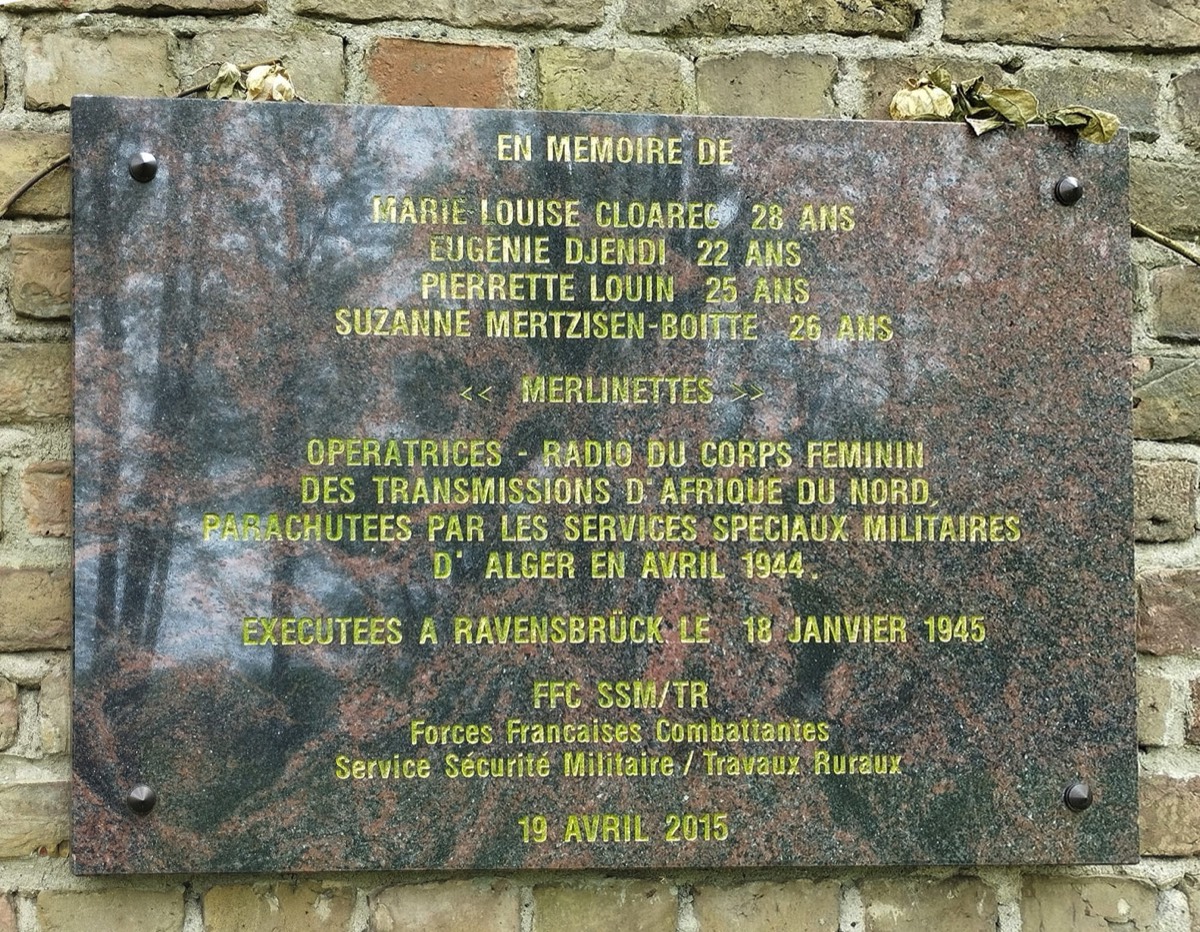 EN MEMOIRE DE
MARIE-LOUISE CLOAREC 28 ANS
EUGENIE DJENDI 22 ANS
PIERRETTE LOUIN 25 ANS
SUZANNE MERTZISEN-BOITTE 26 ANS
<< MERLINETTES >>
OPERATRICES - RADIO DU CORPS FEMININ
DES TRANSMISSIONS D'AFRIQUE DU NORD,
PARACHUTEES PAR LES SERVICES SPECIAUX MILITAIRES
D' ALGER EN AVRIL 1944.
EXECUTEES A RAVENSBRÜCK LE 18 JANVIER 1945
FFC SSM/TR
Forces Francaises Combattantes
Service Sécurité Militaire / Travaux Ruraux
19 AVRIL 2015